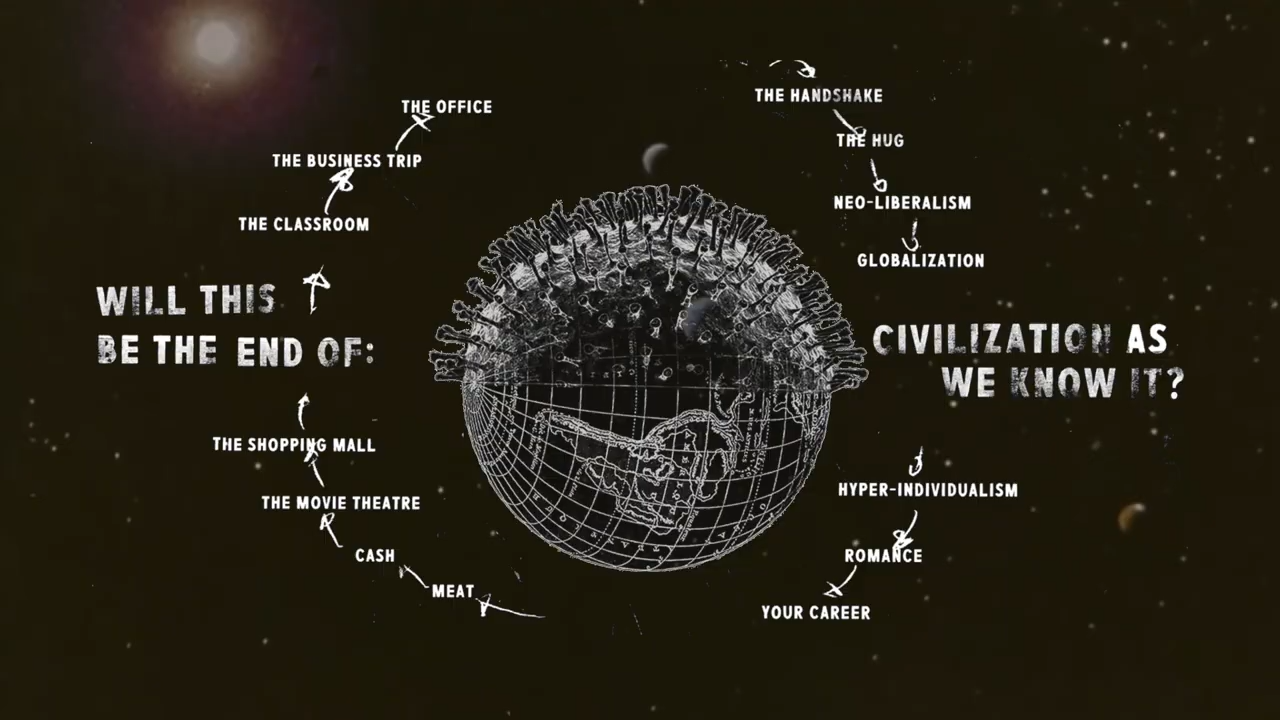 WILL THIS
BE THE END OF:
THE CLASSROOM
THE BUSINESS TRIP
THE OFFICE
THE HANDSHAKE
THE HUG
NEO-LIBERALISM
GLOBALIZATION
CIVILIZATION AS
WE KNOW IT?
HYPER-INDIVIDUALISM
ROMANCE
YOUR CAREER
MEAT
CASH
THE MOVIE THEATRE
THE SHOPPING MALL